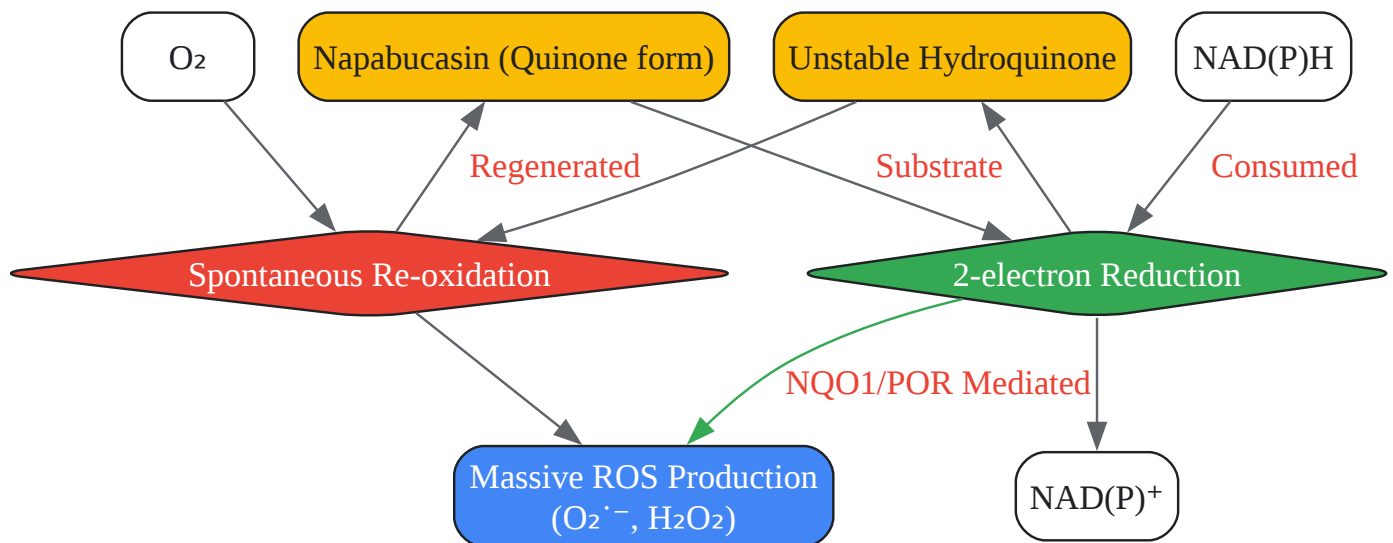 O₂
Napabucasin (Quinone form)
Unstable Hydroquinone
NAD(P)H
Regenerated
Substrate
Consumed
Spontaneous Re-oxidation
2-electron Reduction
NQO1/POR Mediated
Massive ROS Production
(O₂˙⁻, H₂O₂)
NAD(P)⁺